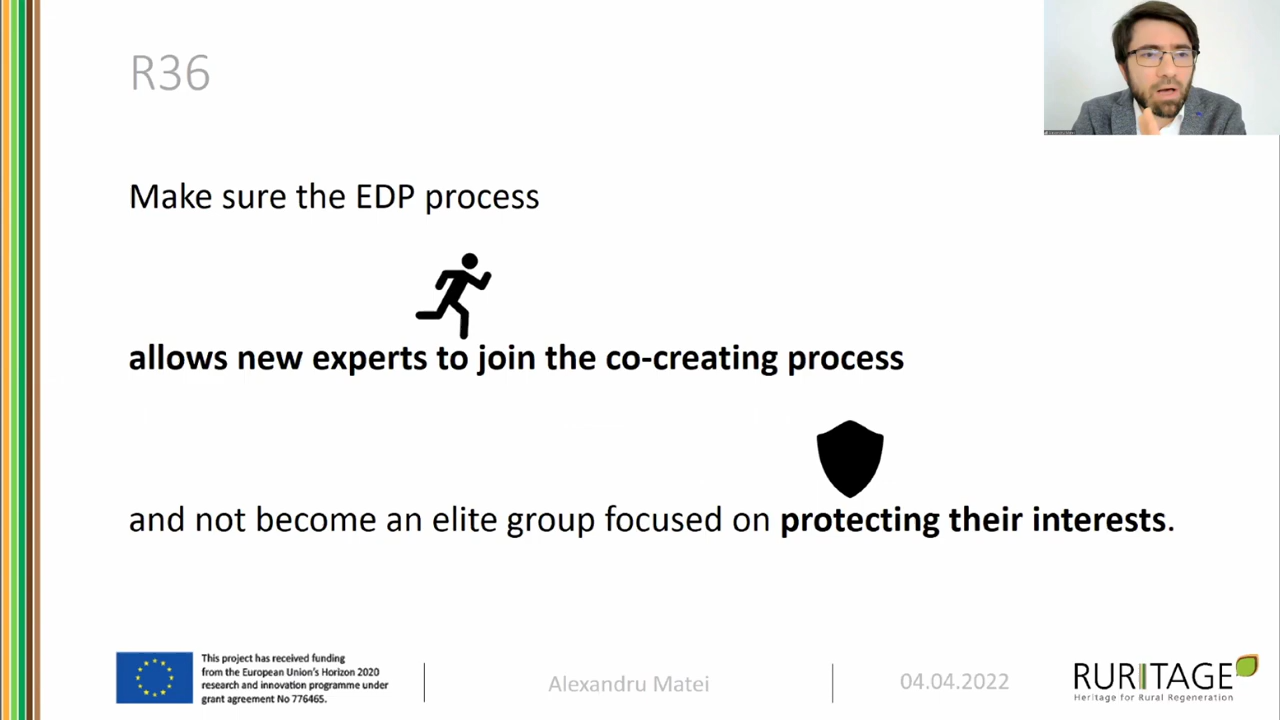 R36
Make sure the EDP process
allows new experts to join the co-creating process
and not become an elite group focused on protecting their interests.
This project has received funding
from the European Union's Horizon 2020
research and innovation programme under
grant agreement No 776465.
Alexandru Matei
04.04.2022
RURITAGE
Heritage for Rural Regeneration